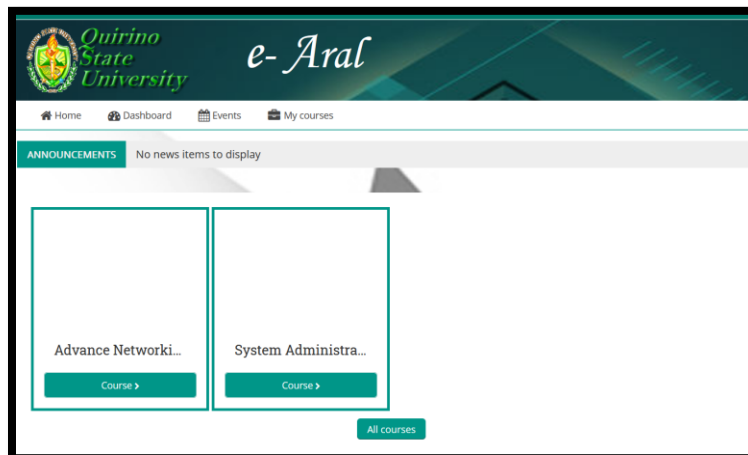 Quirino
State
University
e- Aral
Home Dashboard Events My courses
ANNOUNCEMENTS No news items to display
Advance Networki... System Administra...
Course > Course >
All courses